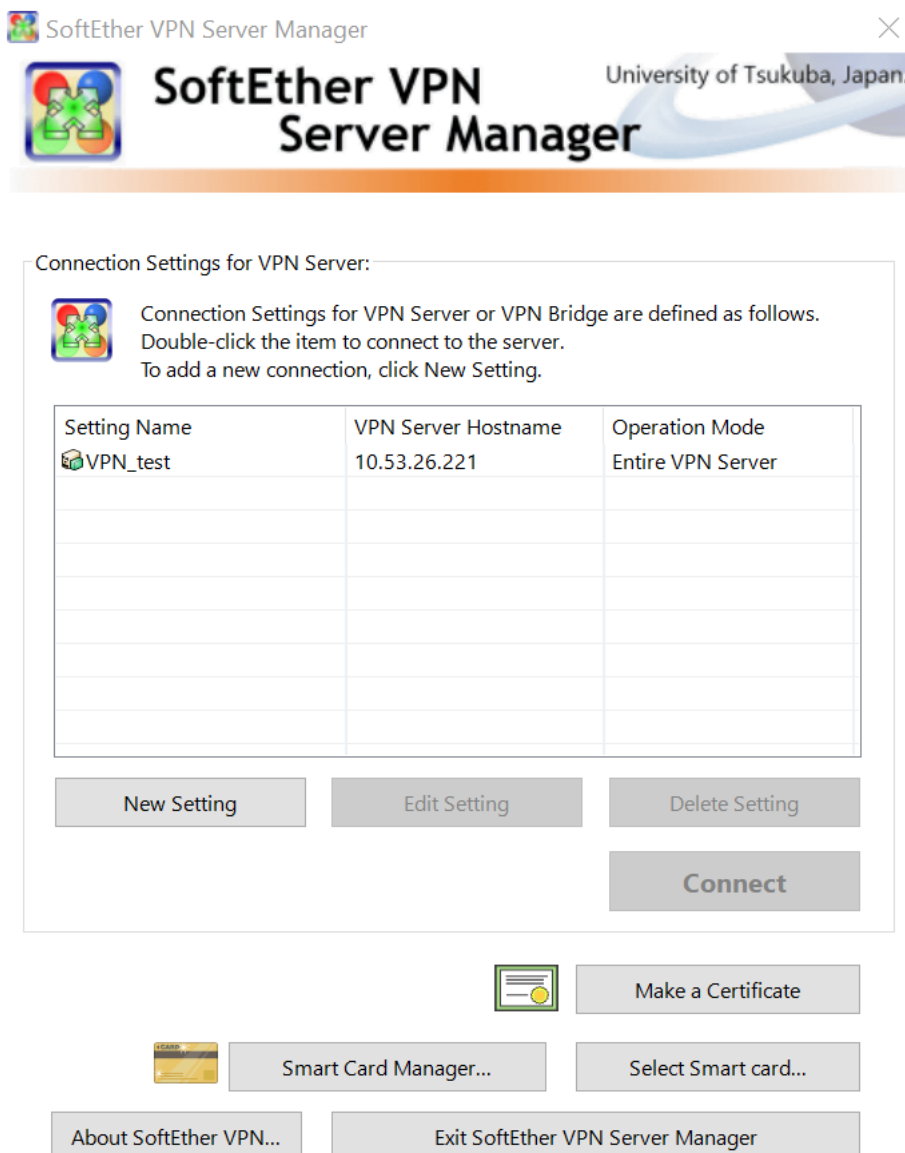 SoftEther VPN Server Manager
SoftEther VPN
Server Manager
University of Tsukuba, Japan.
Connection Settings for VPN Server:
Connection Settings for VPN Server or VPN Bridge are defined as follows.
Double-click the item to connect to the server.
To add a new connection, click New Setting.
Setting Name VPN Server Hostname Operation Mode
VPN_test 10.53.26.221 Entire VPN Server
New Setting Edit Setting Delete Setting
Connect
Make a Certificate
CARD
Smart Card Manager... Select Smart card...
About SoftEther VPN... Exit SoftEther VPN Server Manager